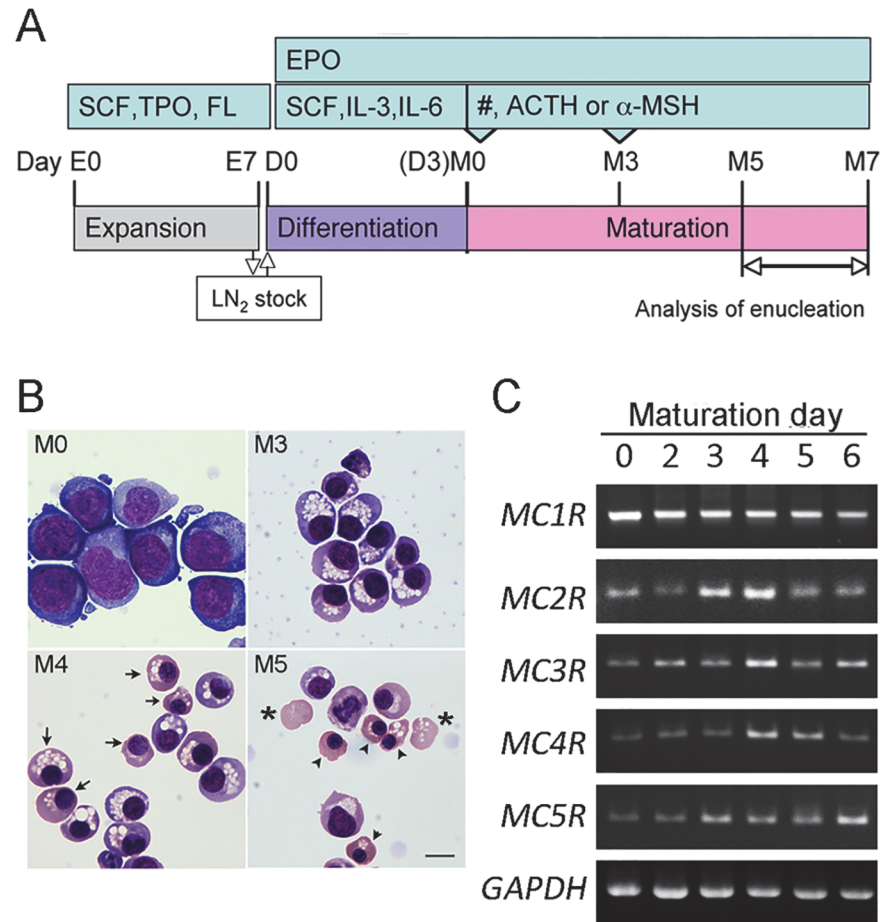 A
EPO
SCF,TPO, FL
SCF,IL-3,IL-6
#, ACTH or α-MSH
Day E0 E7 D0 (D3)M0 M3 M5 M7
Expansion
Differentiation
Maturation
LN2 stock
Analysis of enucleation
B
M0
M3
M4
M5
*
*
C
Maturation day
0 2 3 4 5 6
MC1R
MC2R
MC3R
MC4R
MC5R
GAPDH